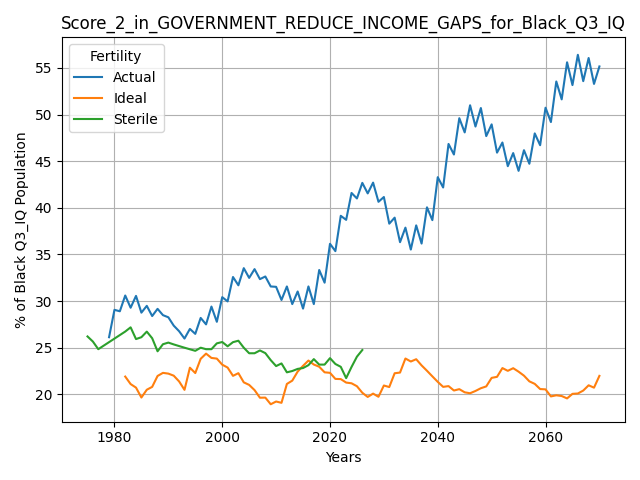 Score_2_in_GOVERNMENT_REDUCE_INCOME_GAPS_for_Black_Q3_IQ
Fertility
Actual
Ideal
Sterile
% of Black Q3_IQ Population
55
50
45
40
35
30
25
20
1980
2000
2020
2040
2060
Years